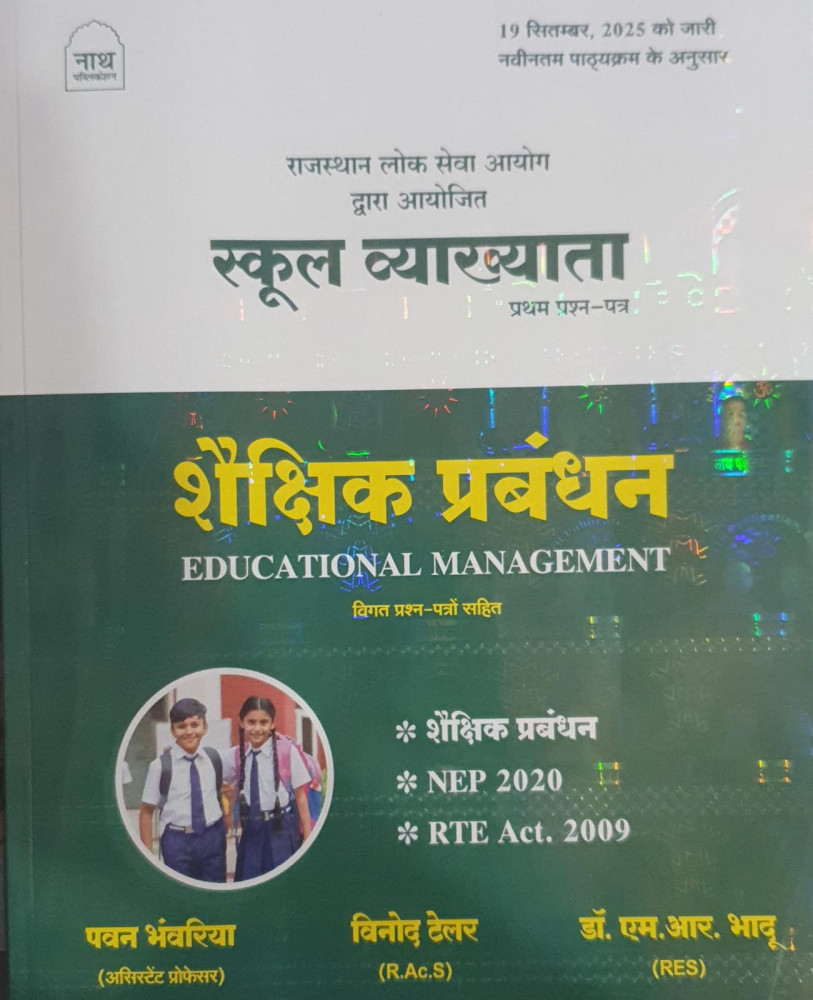 नाथ
पब्लिकेशन
19 सितम्बर, 2025 को जारी
नवीनतम पाठ्यक्रम के अनुसार
राजस्थान लोक सेवा आयोग
द्वारा आयोजित
स्कूल व्याख्याता
प्रथम प्रश्न-पत्र
शैक्षिक प्रबंधन
EDUCATIONAL MANAGEMENT
विगत प्रश्न-पत्रों सहित
* शैक्षिक प्रबंधन
* NEP 2020
* RTE Act. 2009
पवन भंवरिया विनोद टेलर डॉ. एम.आर. भादू
(असिस्टेंट प्रोफेसर) (R.Ac.S) (RES)